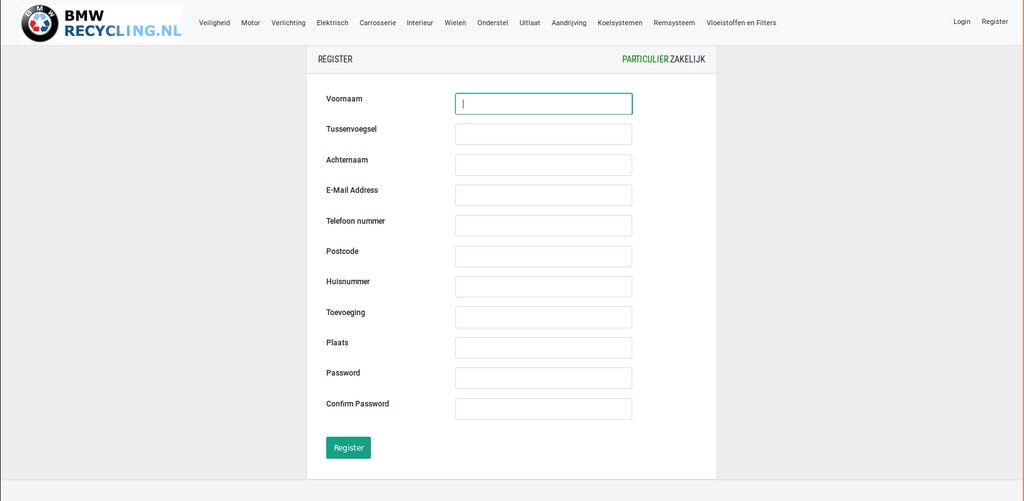 BMW
BMW
RECYCLING.NL
Veiligheid Motor Verlichting Elektrisch Carrosserie Interieur Wielen Onderstel Uitlaat Aandrijving Koelsystemen Remsysteem Vloeistoffen en Filters Login Register
REGISTER PARTICULIER ZAKELIJK
Voornaam
Tussenvoegsel
Achternaam
E-Mail Address
Telefoon nummer
Postcode
Huisnummer
Toevoeging
Plaats
Password
Confirm Password
Register